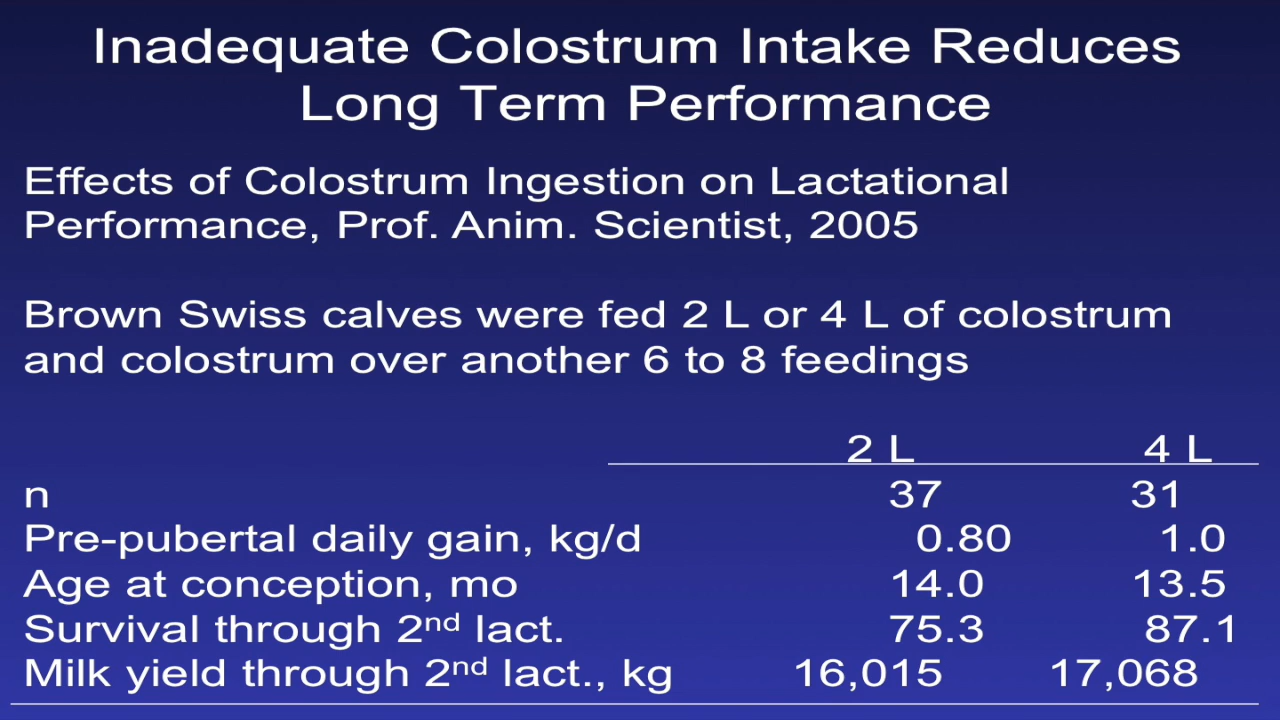 Inadequate Colostrum Intake Reduces
Long Term Performance
Effects of Colostrum Ingestion on Lactational
Performance, Prof. Anim. Scientist, 2005
Brown Swiss calves were fed 2 L or 4 L of colostrum
and colostrum over another 6 to 8 feedings
2 L 4 L
n 37 31
Pre-pubertal daily gain, kg/d 0.80 1.0
Age at conception, mo 14.0 13.5
Survival through 2nd lact. 75.3 87.1
Milk yield through 2nd lact., kg 16,015 17,068